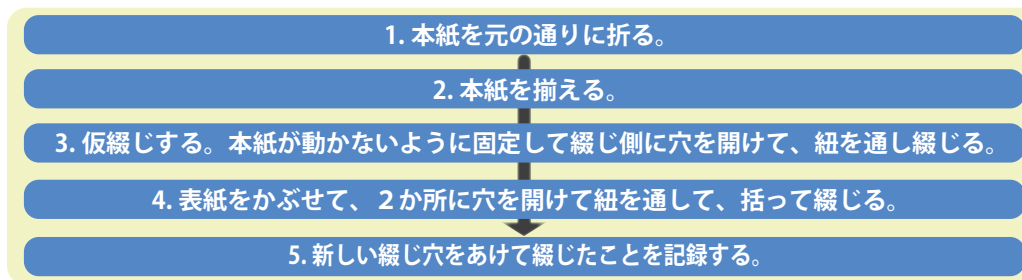 1. 本紙を元の通りに折る。
2. 本紙を揃える。
3. 仮綴じする。本紙が動かないように固定して綴じ側に穴を開けて、紐を通し綴じる。
4. 表紙をかぶせて、２か所に穴を開けて紐を通して、括って綴じる。
5. 新しい綴じ穴をあけて綴じたことを記録する。